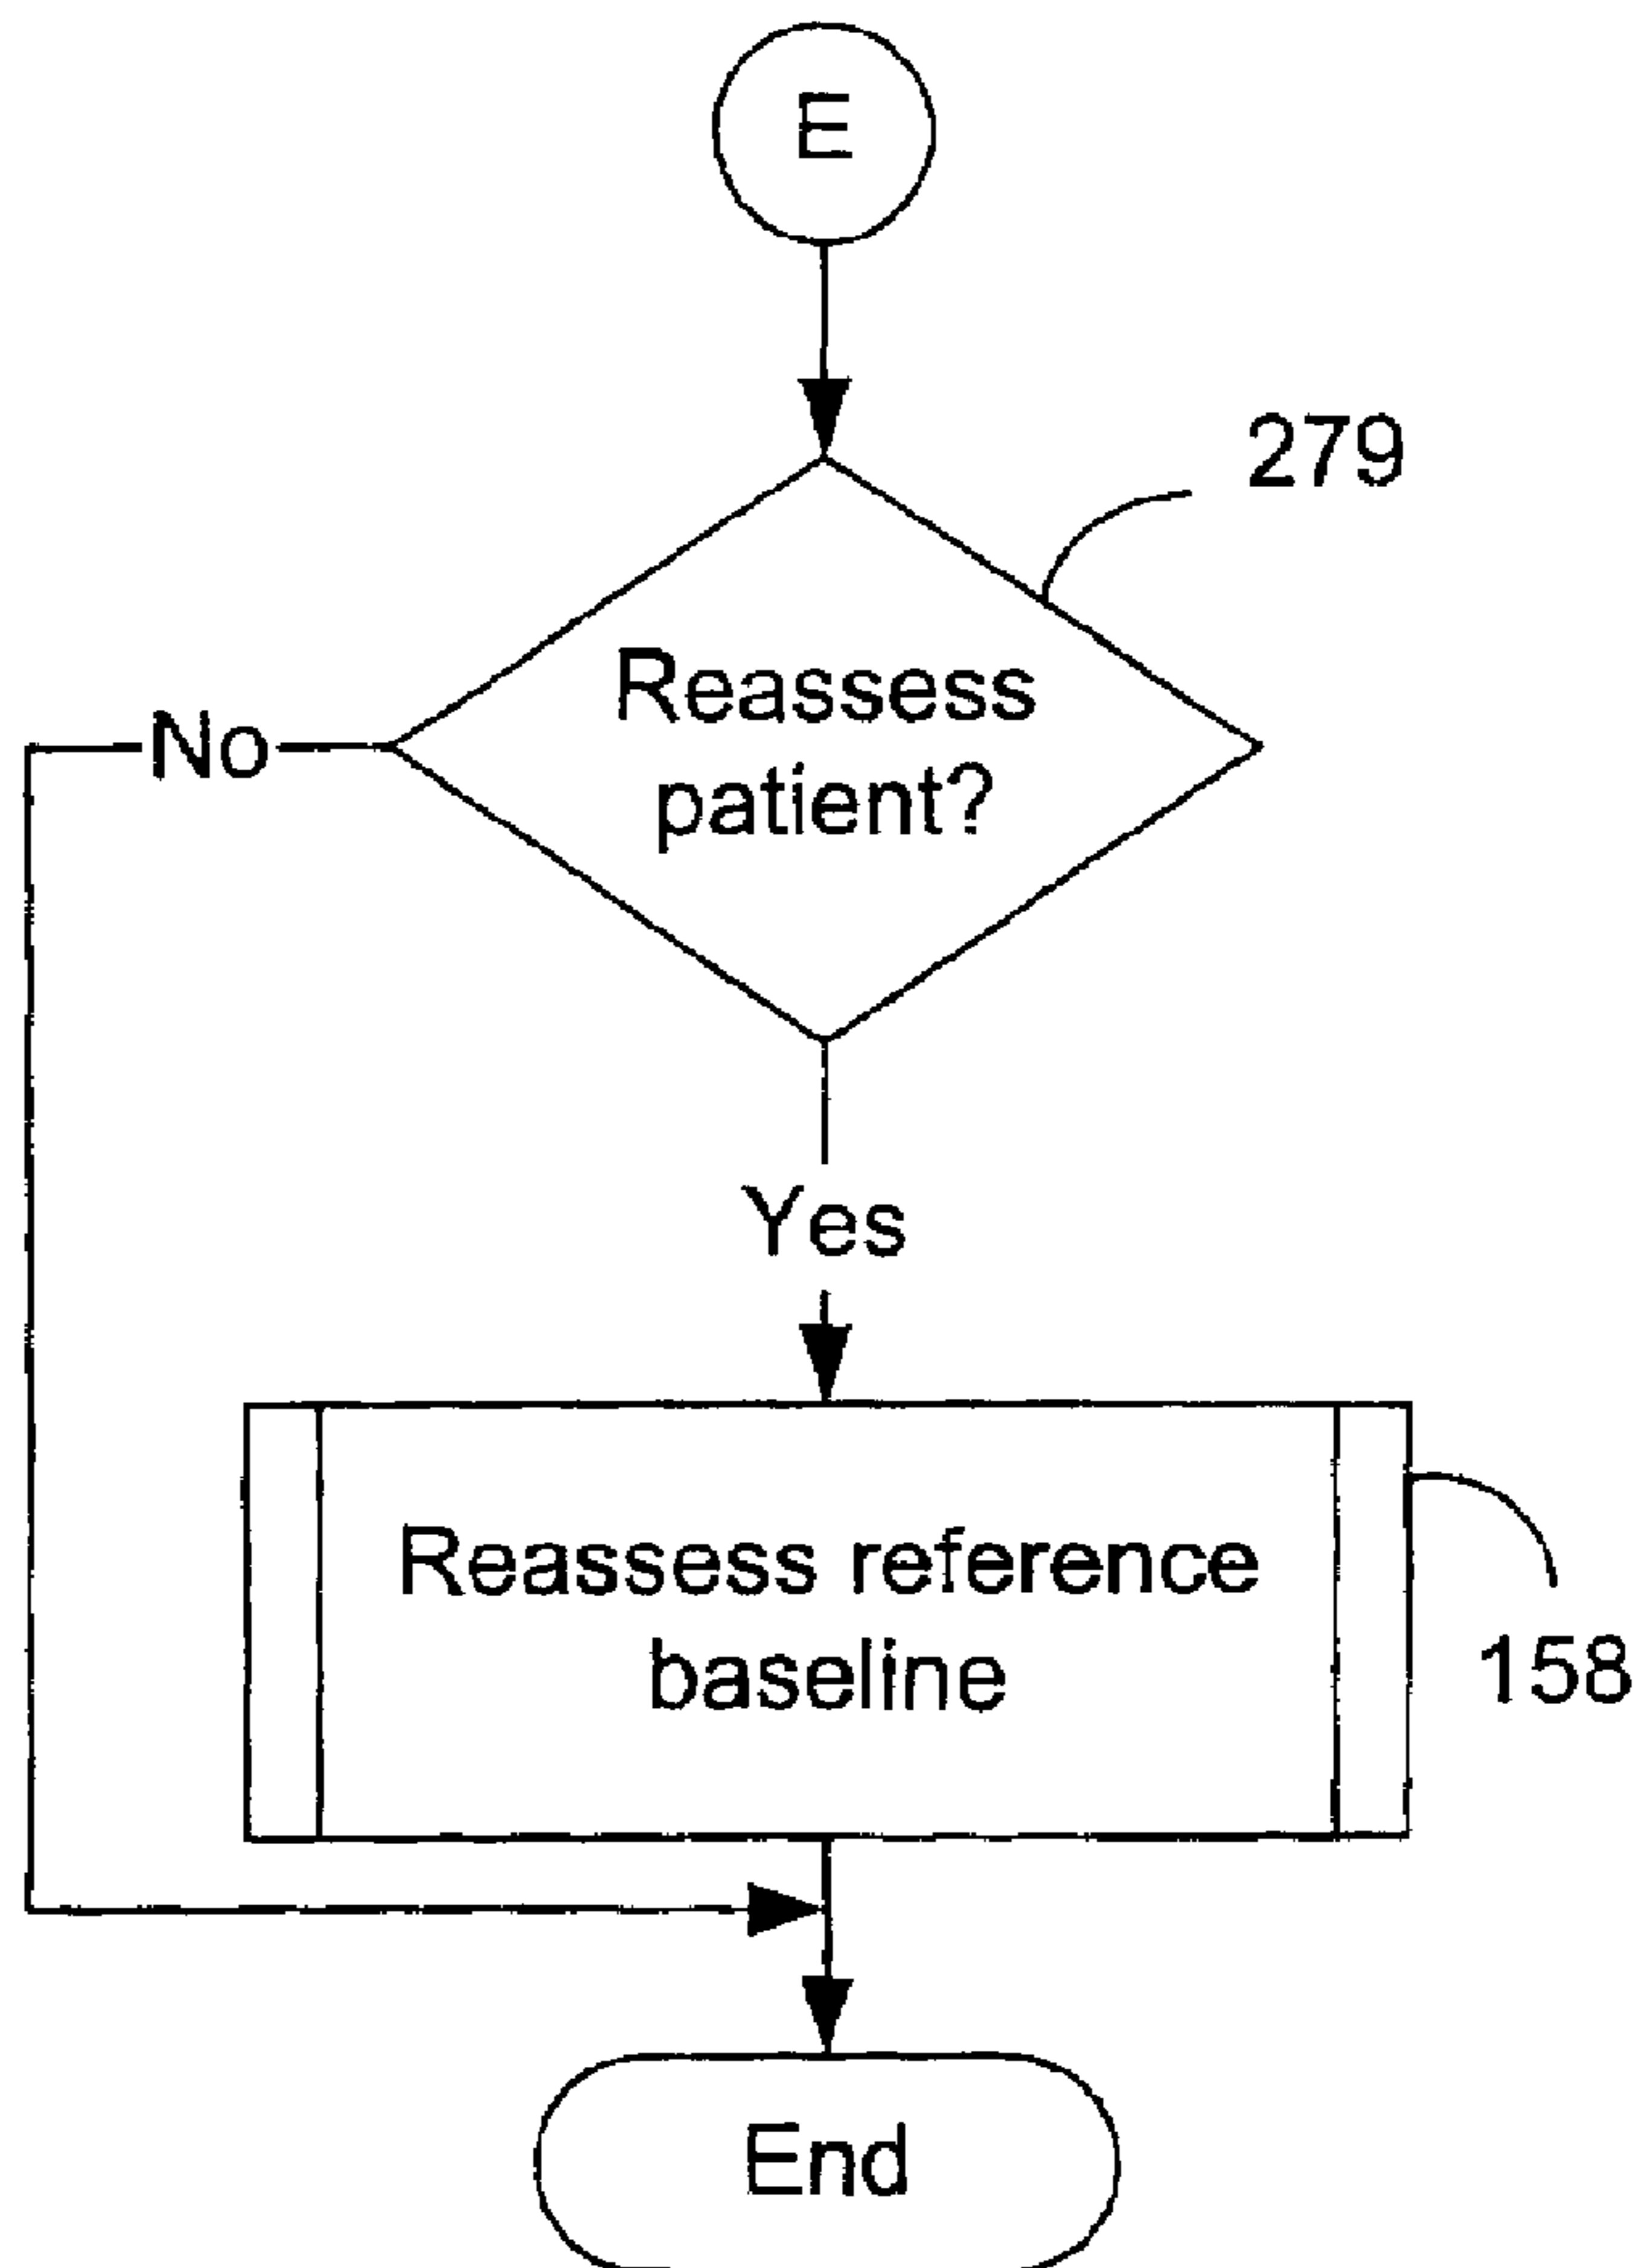 E
279
Reassess
patient?
No
Yes
Reassess reference
baseline
158
End